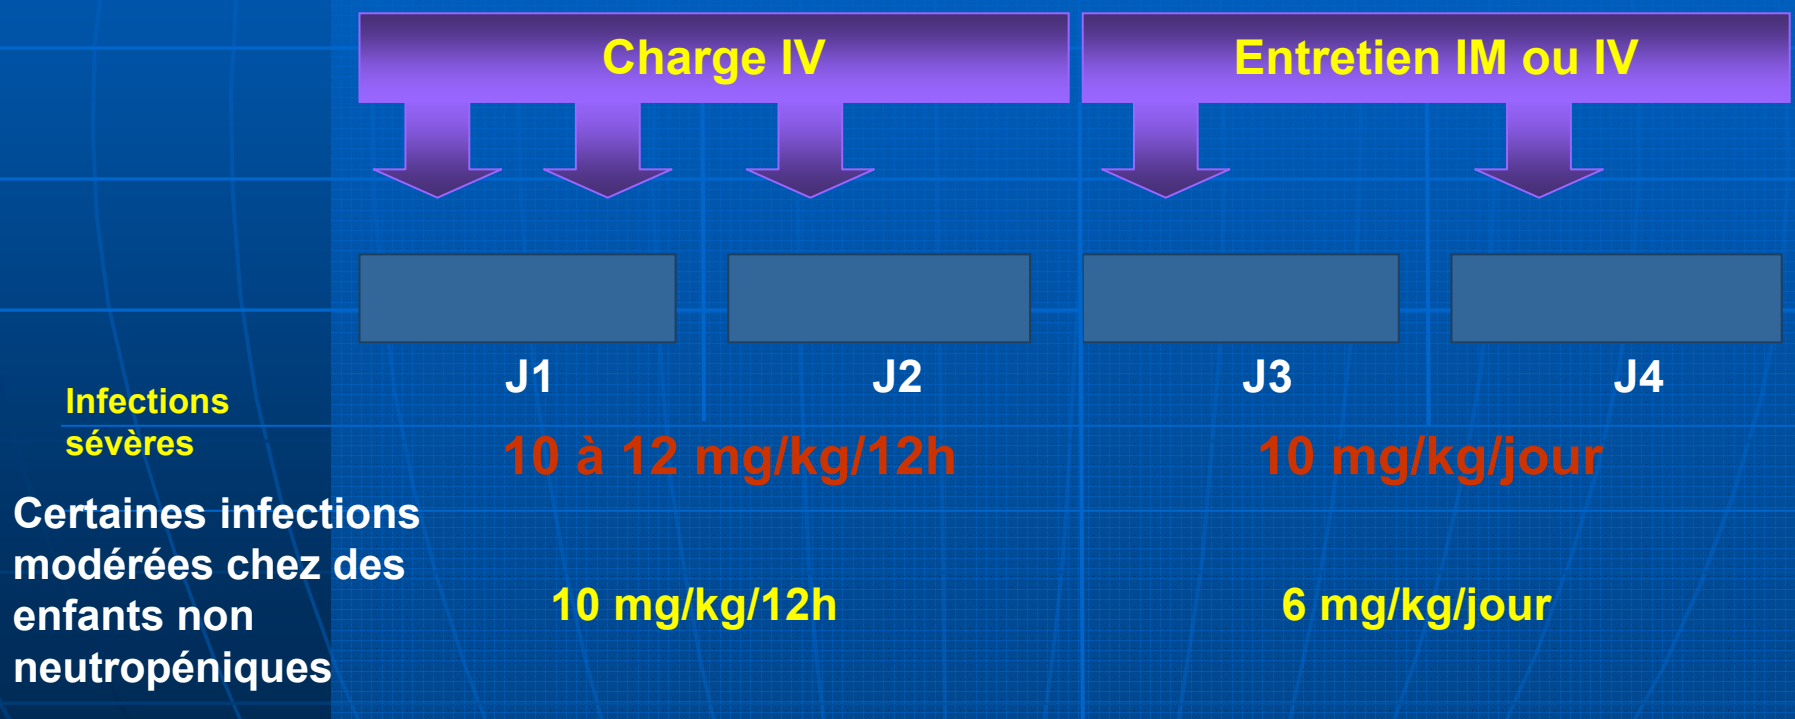 Charge IV
Entretien IM ou IV
J1
J2
J3
J4
Infections
sévères
10 à 12 mg/kg/12h
10 mg/kg/jour
Certaines infections
modérées chez des
enfants non
neutropéniques
10 mg/kg/12h
6 mg/kg/jour